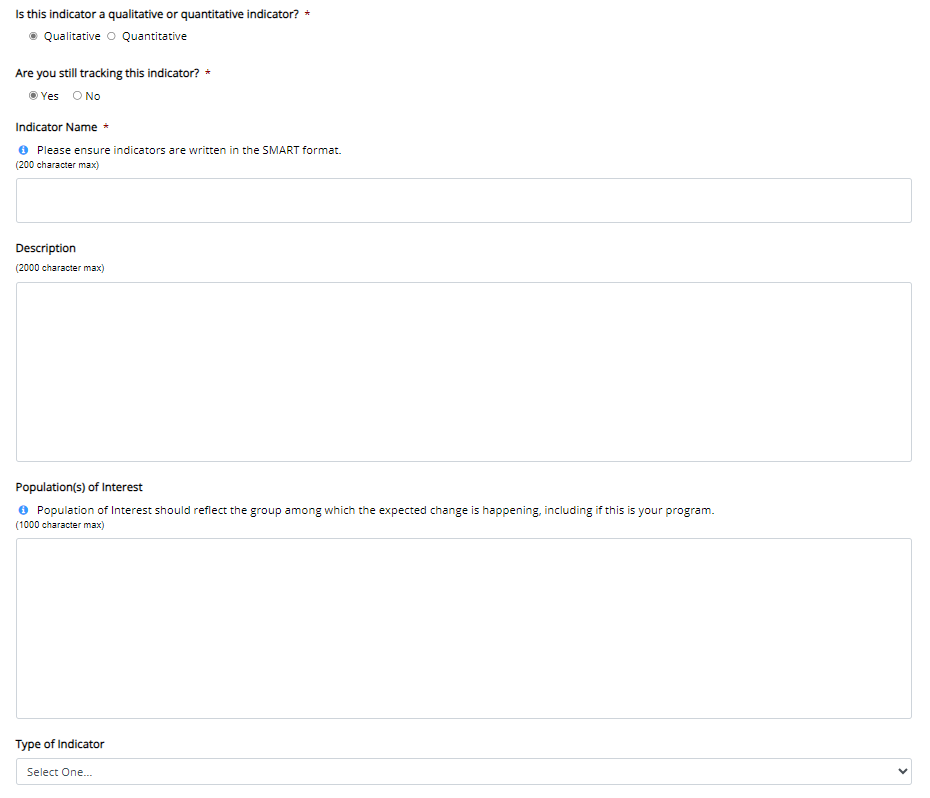 Is this indicator a qualitative or quantitative indicator? *
Qualitative Quantitative
Are you still tracking this indicator? *
Yes No
Indicator Name *
Please ensure indicators are written in the SMART format.
(200 character max)
Description
(2000 character max)
Population(s) of Interest
Population of Interest should reflect the group among which the expected change is happening, including if this is your program.
(1000 character max)
Type of Indicator
Select One...